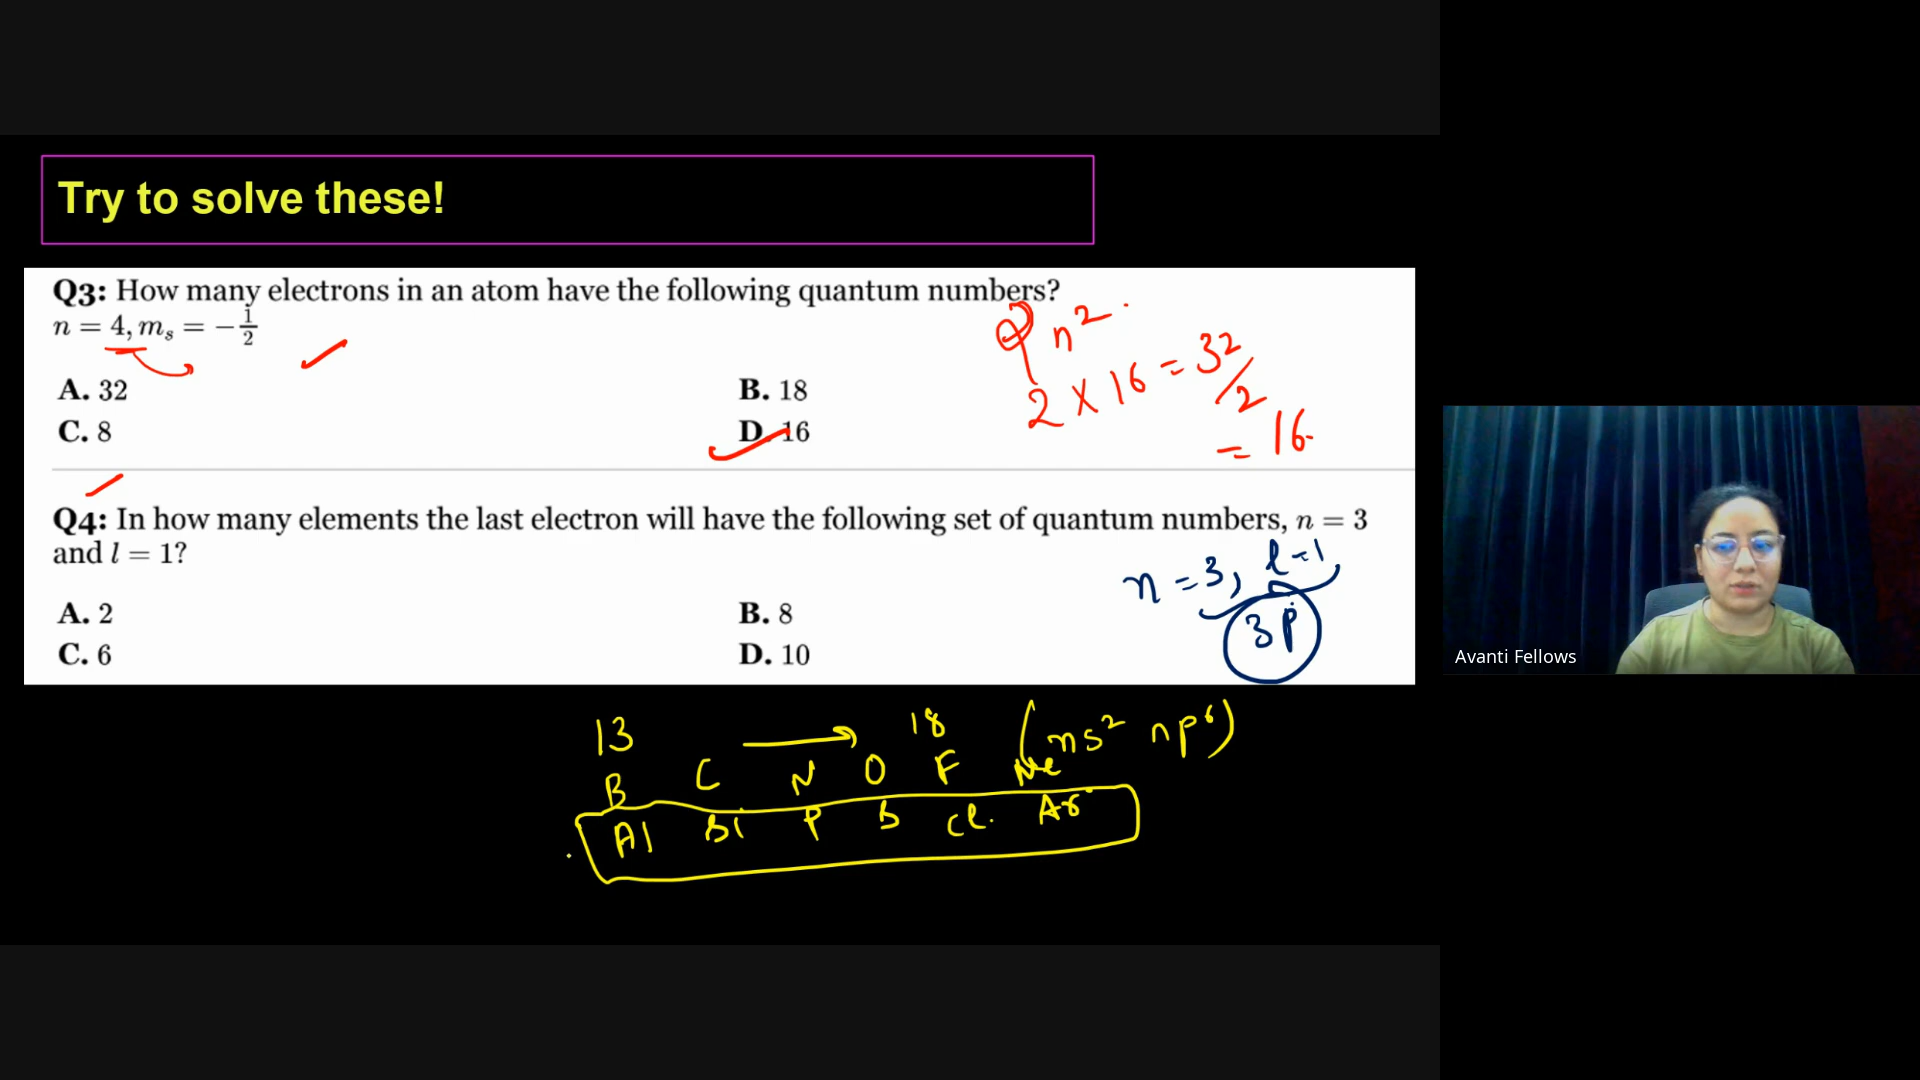 Try to solve these!
Q3: How many electrons in an atom have the following quantum numbers?
n = 4, mₛ = −1/2
A. 32
B. 18
C. 8
D. 16
n².
2 × 16 = 32/2
= 16.
Q4: In how many elements the last electron will have the following set of quantum numbers, n = 3
and l = 1?
A. 2
B. 8
C. 6
D. 10
n = 3, l = 1
3p
13 → 18 (ns² np⁶)
B C N O F Ne
Al Si P S Cl. Ar
Avanti Fellows